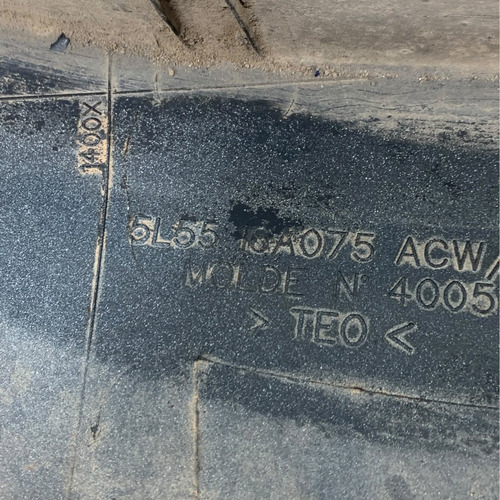 1400X
5L55 16A075 ACW/
MOLDE Nº 4005
> TEO <